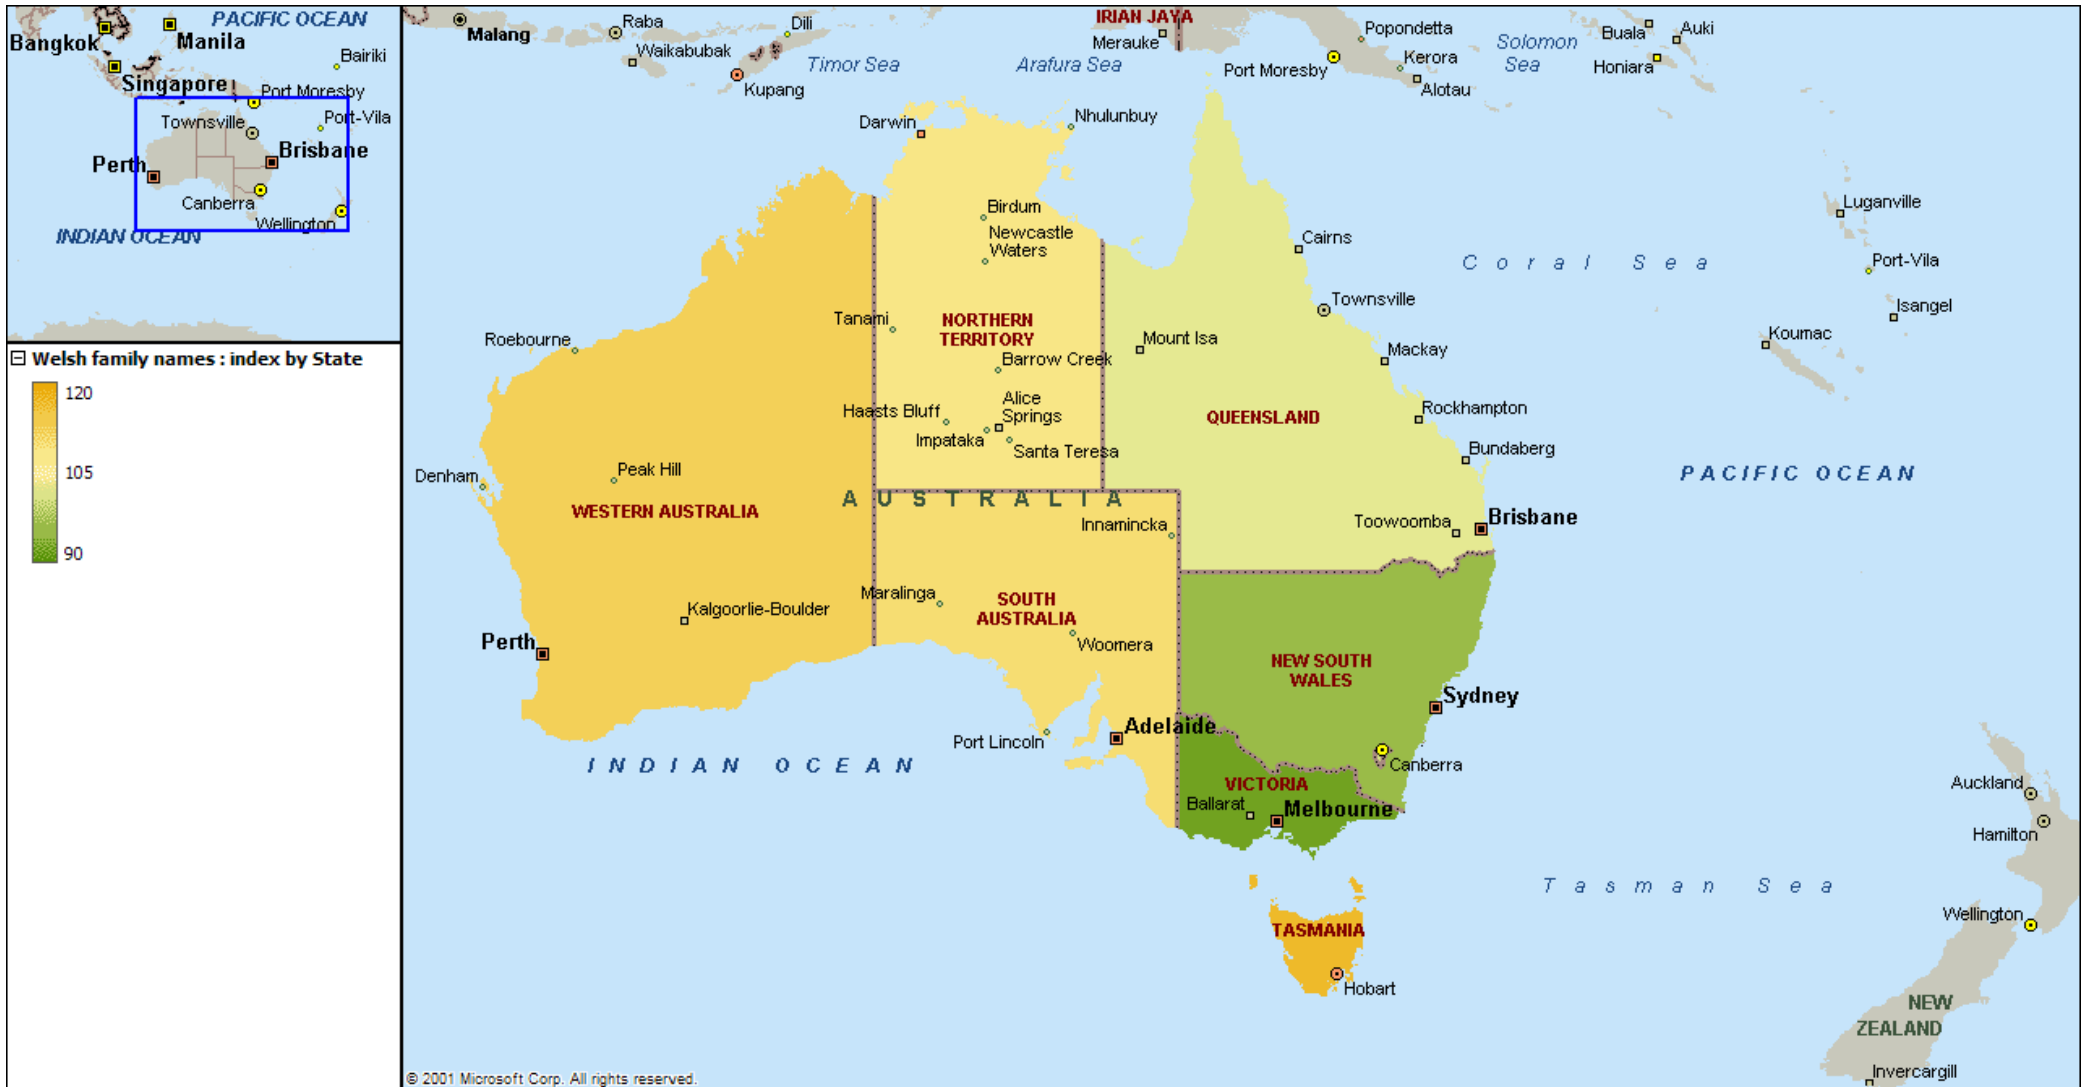 PACIFIC OCEAN
Bangkok
Manila
Bairiki
Singapore
Port Moresby
Townsville
Port-Vila
Brisbane
Perth
Canberra
Wellington
INDIAN OCEAN
Welsh family names : index by State
120
105
90
Malang
Raba
Waikabubak
Dili
Kupang
Timor Sea
Arafura Sea
IRIAN JAYA
Merauke
Port Moresby
Popondetta
Kerora
Alotau
Solomon
Sea
Buala
Auki
Honiara
Darwin
Nhulunbuy
Birdum
Newcastle
Waters
Cairns
Coral Sea
Luganville
Port-Vila
Isangel
Koumac
Townsville
Roebourne
Tanami
NORTHERN
TERRITORY
Barrow Creek
Mount Isa
Mackay
Haasts Bluff
Alice
Springs
Impataka
Santa Teresa
QUEENSLAND
Rockhampton
Bundaberg
Denham
Peak Hill
WESTERN AUSTRALIA
AUSTRALIA
PACIFIC OCEAN
Innamincka
Toowoomba
Brisbane
Maralinga
SOUTH
AUSTRALIA
Kalgoorlie-Boulder
Perth
Woomera
NEW SOUTH
WALES
Sydney
Port Lincoln
Adelaide
INDIAN OCEAN
Canberra
VICTORIA
Ballarat
Melbourne
Auckland
Hamilton
Tasman Sea
Wellington
TASMANIA
Hobart
NEW
ZEALAND
Invercargill
© 2001 Microsoft Corp. All rights reserved.